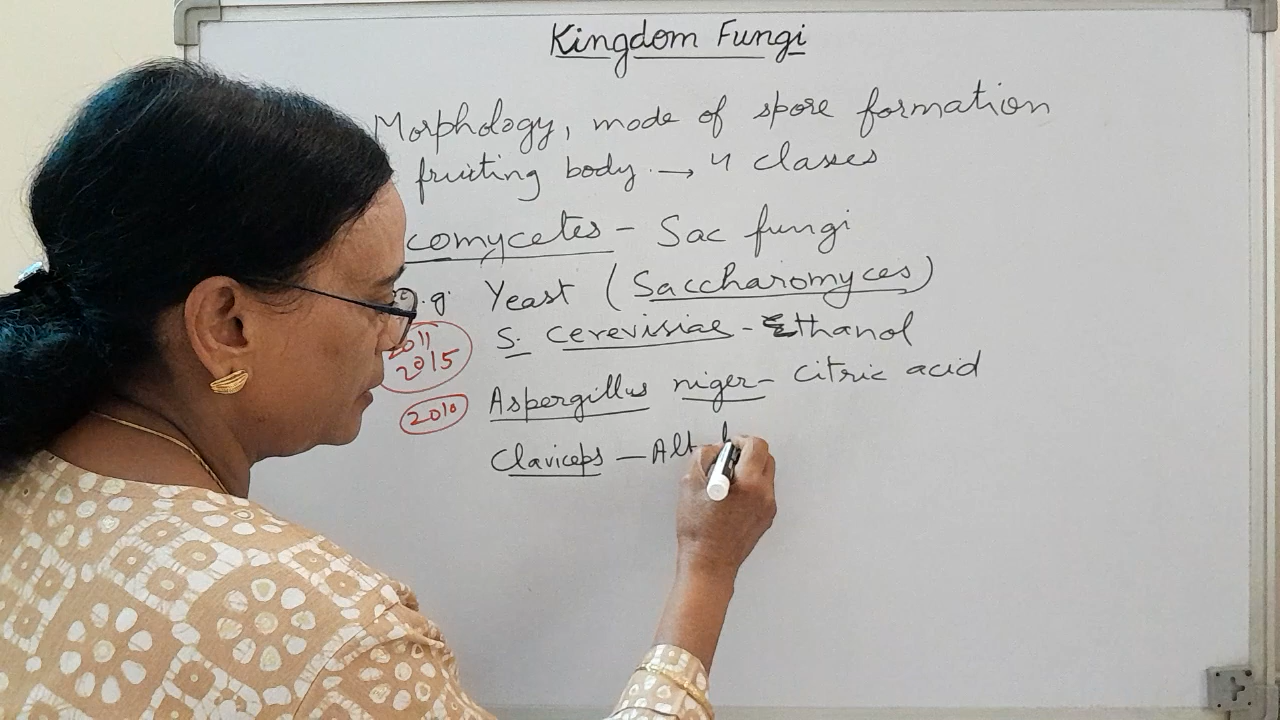 Kingdom Fungi
Morphology, mode of spore formation
fruiting body. → 4 classes
comycetes - Sac fungi
e.g. Yeast (Saccharomyces)
2011
S. cerevisiae - Ethanol
2015
2010 Aspergillus niger - citric acid
Claviceps — Alt